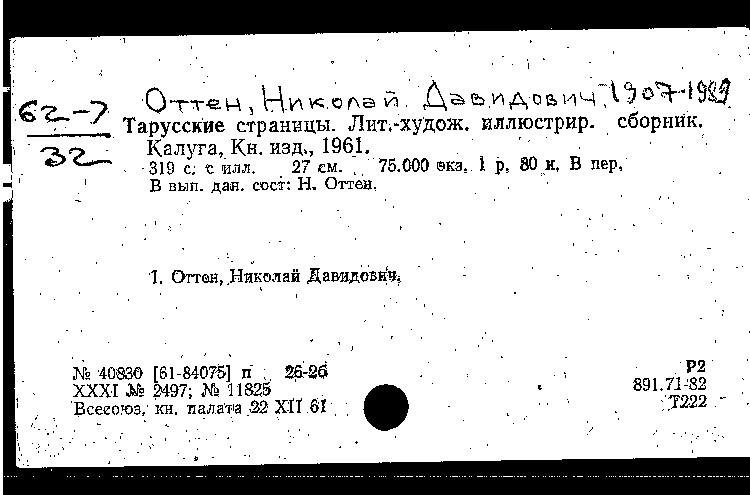 Оттен, Николай Давидович, 1907-1989
62-7
32
Тарусские страницы. Лит.-худож. иллюстрир. сборник.
Калуга, Кн. изд., 1961.
319 с. с илл. 27 см. 75.000 экз. 1 р. 80 к. В пер.
В вып. дан. сост: Н. Оттен.
1. Оттен, Николай Давидович.
№ 40830 [61-84075] п 26-26
XXXI № 2497; № 11825
Всесоюз. кн. палата 22 XII 61
Р2
891.71-82
Т222